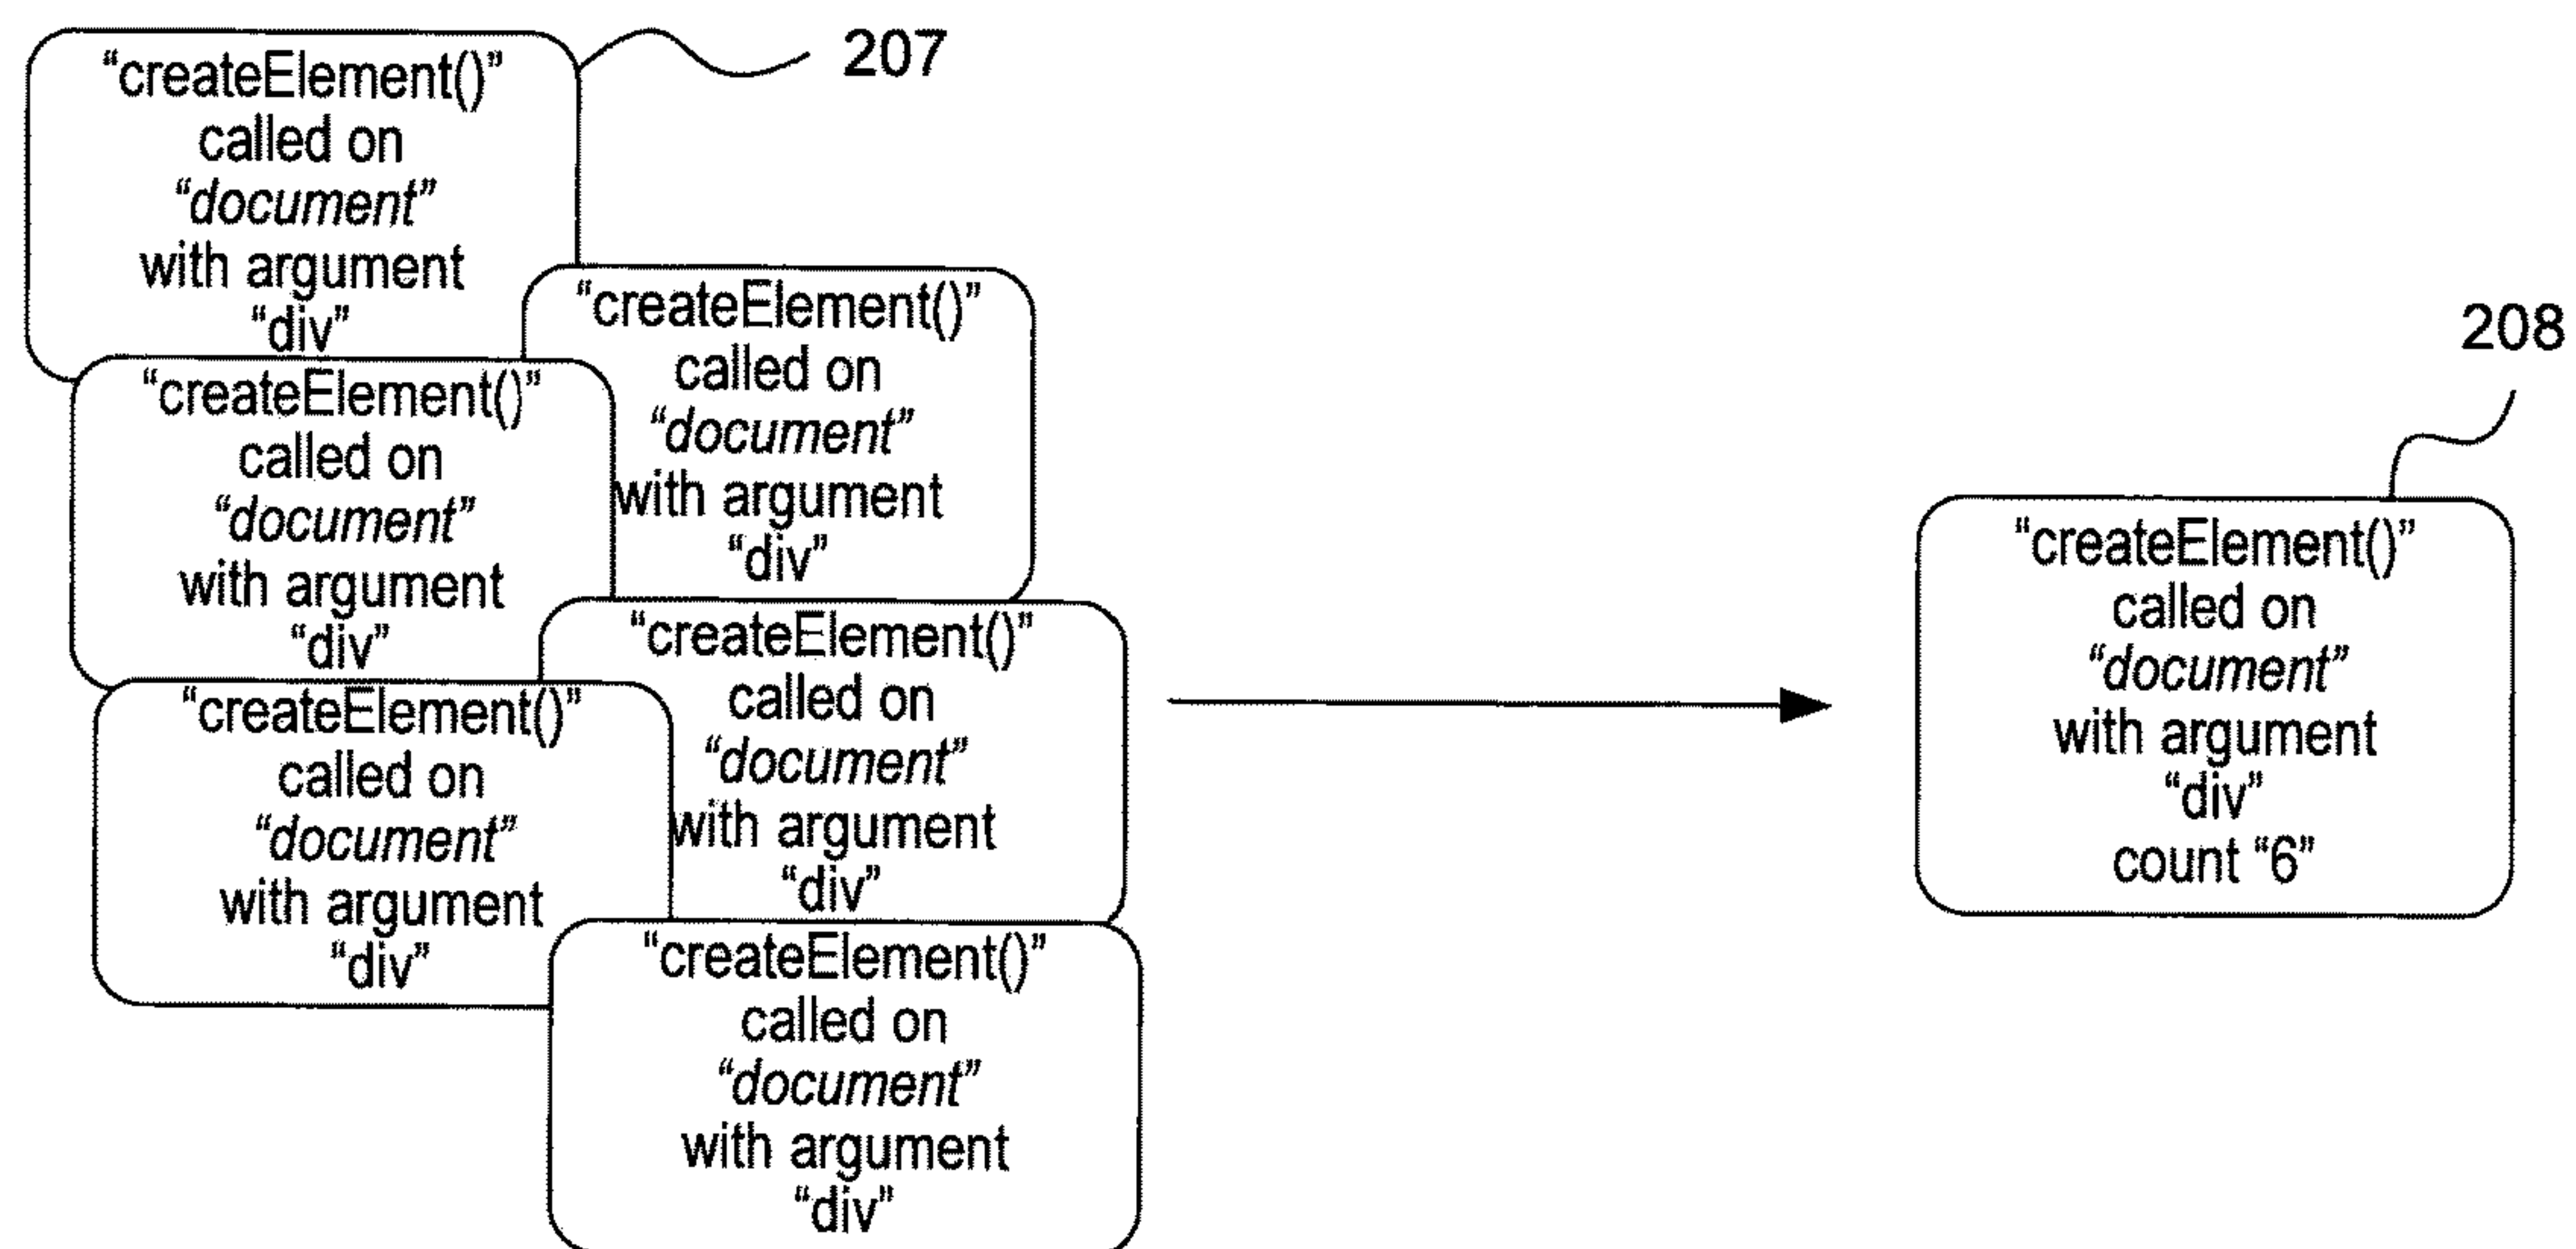 “createElement()”
called on
“document”
with argument
“div”
207
“createElement()”
called on
“document”
with argument
“div”
“createElement()”
called on
“document”
with argument
“div”
“createElement()”
called on
“document”
with argument
“div”
“createElement()”
called on
“document”
with argument
“div”
“createElement()”
called on
“document”
with argument
“div”
208
“createElement()”
called on
“document”
with argument
“div”
count “6”